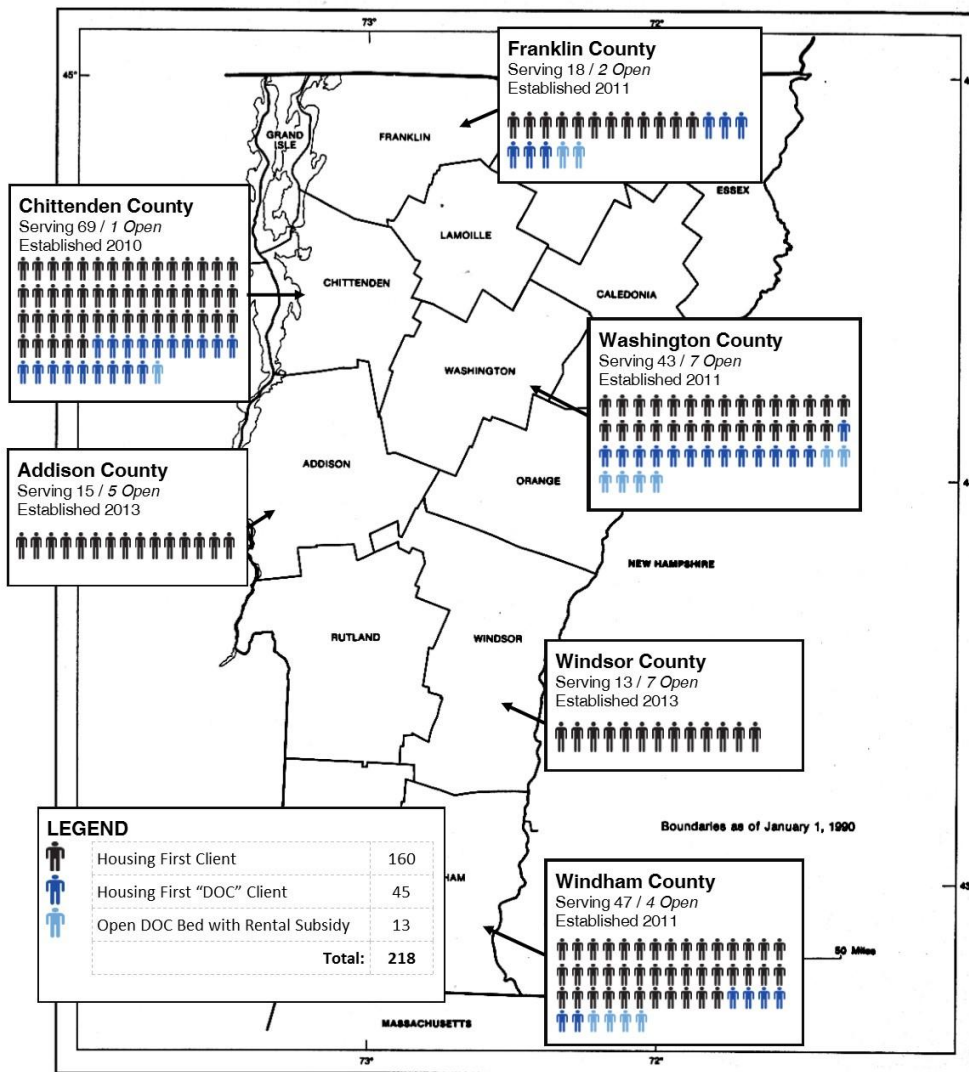 73°
72°
45°
Franklin County
Serving 18 / 2 Open
Established 2011
GRAND
ISLE
FRANKLIN
ESSEX
Chittenden County
Serving 69 / 1 Open
Established 2010
LAMOILLE
CHITTENDEN
CALEDONIA
Washington County
Serving 43 / 7 Open
Established 2011
WASHINGTON
Addison County
Serving 15 / 5 Open
Established 2013
ADDISON
ORANGE
NEW HAMPSHIRE
RUTLAND
WINDSOR
Windsor County
Serving 13 / 7 Open
Established 2013
LEGEND
Housing First Client 160
Housing First “DOC” Client 45
Open DOC Bed with Rental Subsidy 13
Total: 218
Boundaries as of January 1, 1990
HAM
Windham County
Serving 47 / 4 Open
Established 2011
50 Miles
MASSACHUSETTS
73°
72°